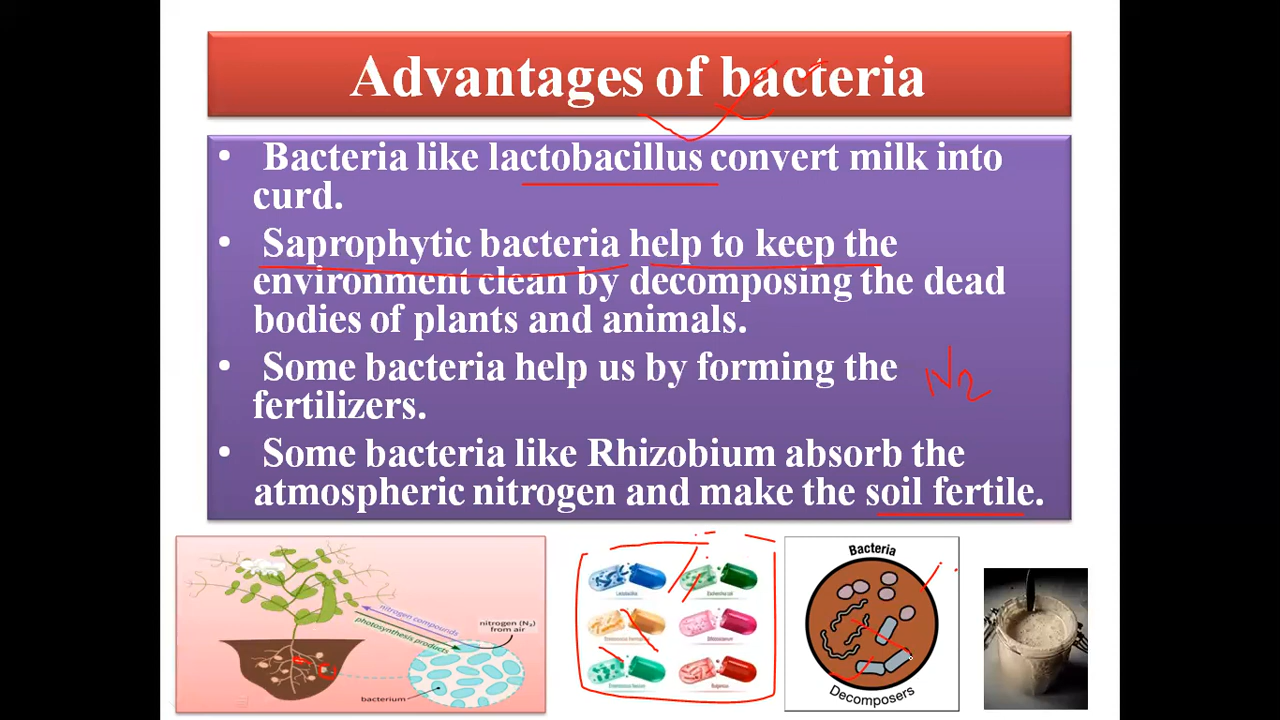 Advantages of bacteria
• Bacteria like lactobacillus convert milk into
curd.
• Saprophytic bacteria help to keep the
environment clean by decomposing the dead
bodies of plants and animals.
• Some bacteria help us by forming the
fertilizers.
N2
• Some bacteria like Rhizobium absorb the
atmospheric nitrogen and make the soil fertile.
nitrogen compounds
photosynthesis products
nitrogen (N₂)
from air
bacterium
Escherichia coli
Bacteria
Decomposers